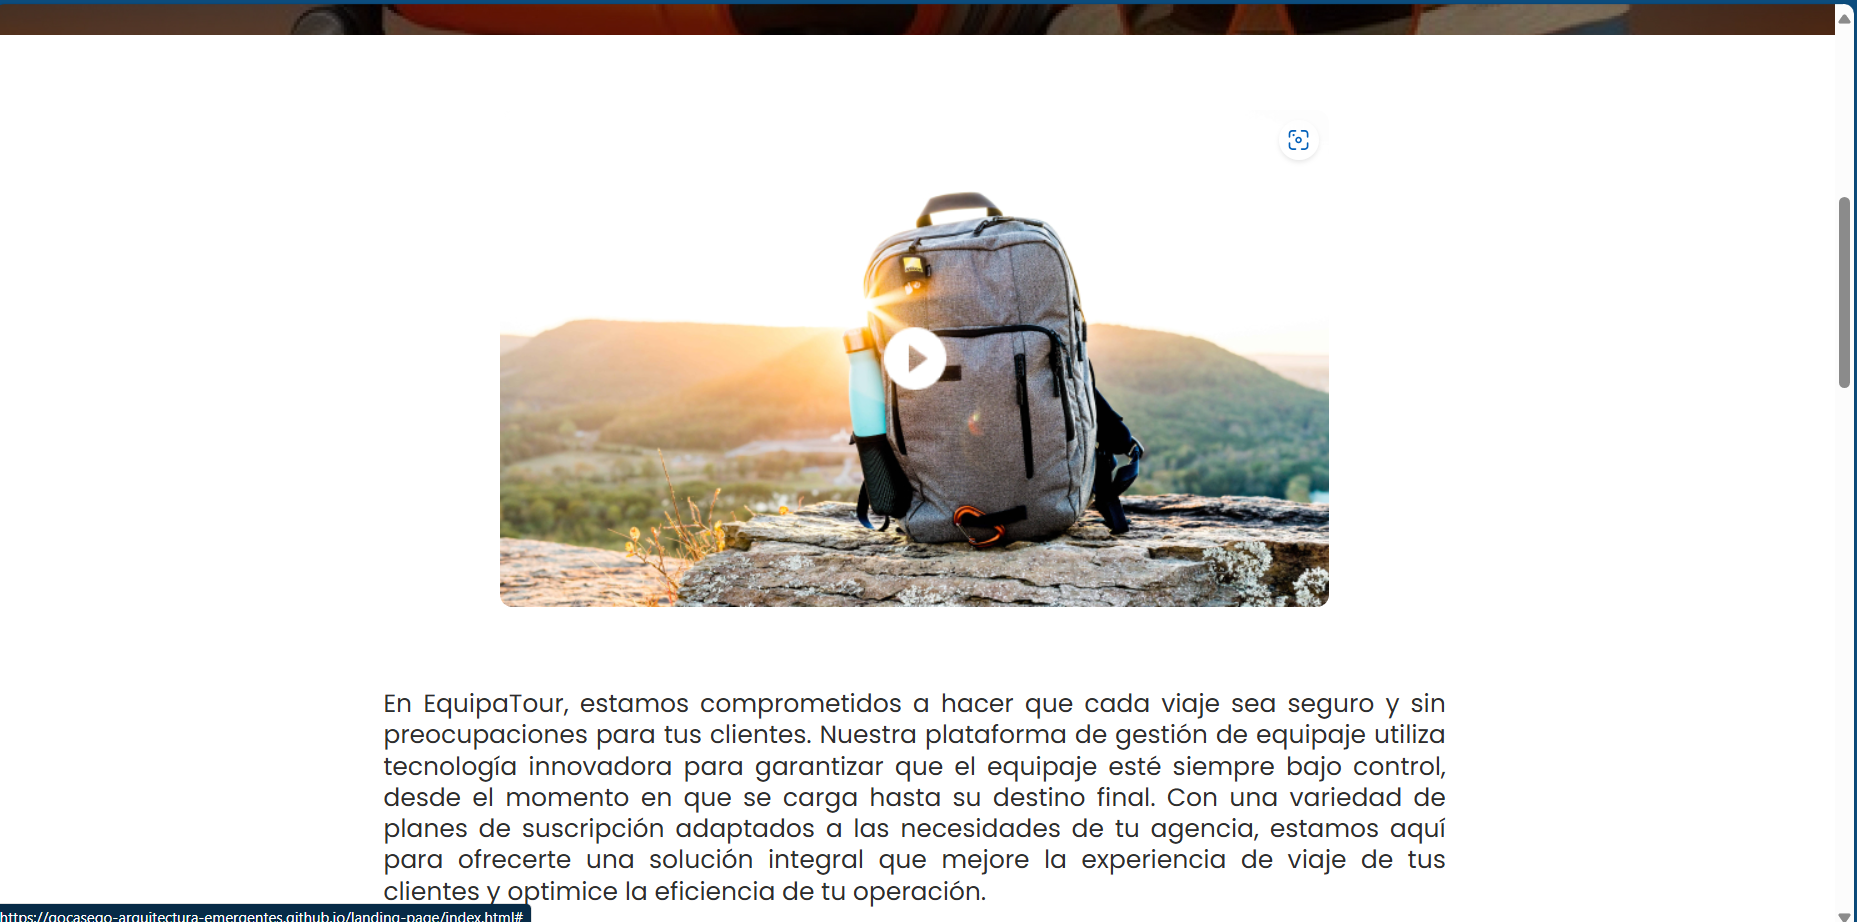 En EquipaTour, estamos comprometidos a hacer que cada viaje sea seguro y sin
preocupaciones para tus clientes. Nuestra plataforma de gestión de equipaje utiliza
tecnología innovadora para garantizar que el equipaje esté siempre bajo control,
desde el momento en que se carga hasta su destino final. Con una variedad de
planes de suscripción adaptados a las necesidades de tu agencia, estamos aquí
para ofrecerte una solución integral que mejore la experiencia de viaje de tus
clientes y optimice la eficiencia de tu operación.
https://gocasego-arquitectura-emergentes.github.io/landing-page/index.html#